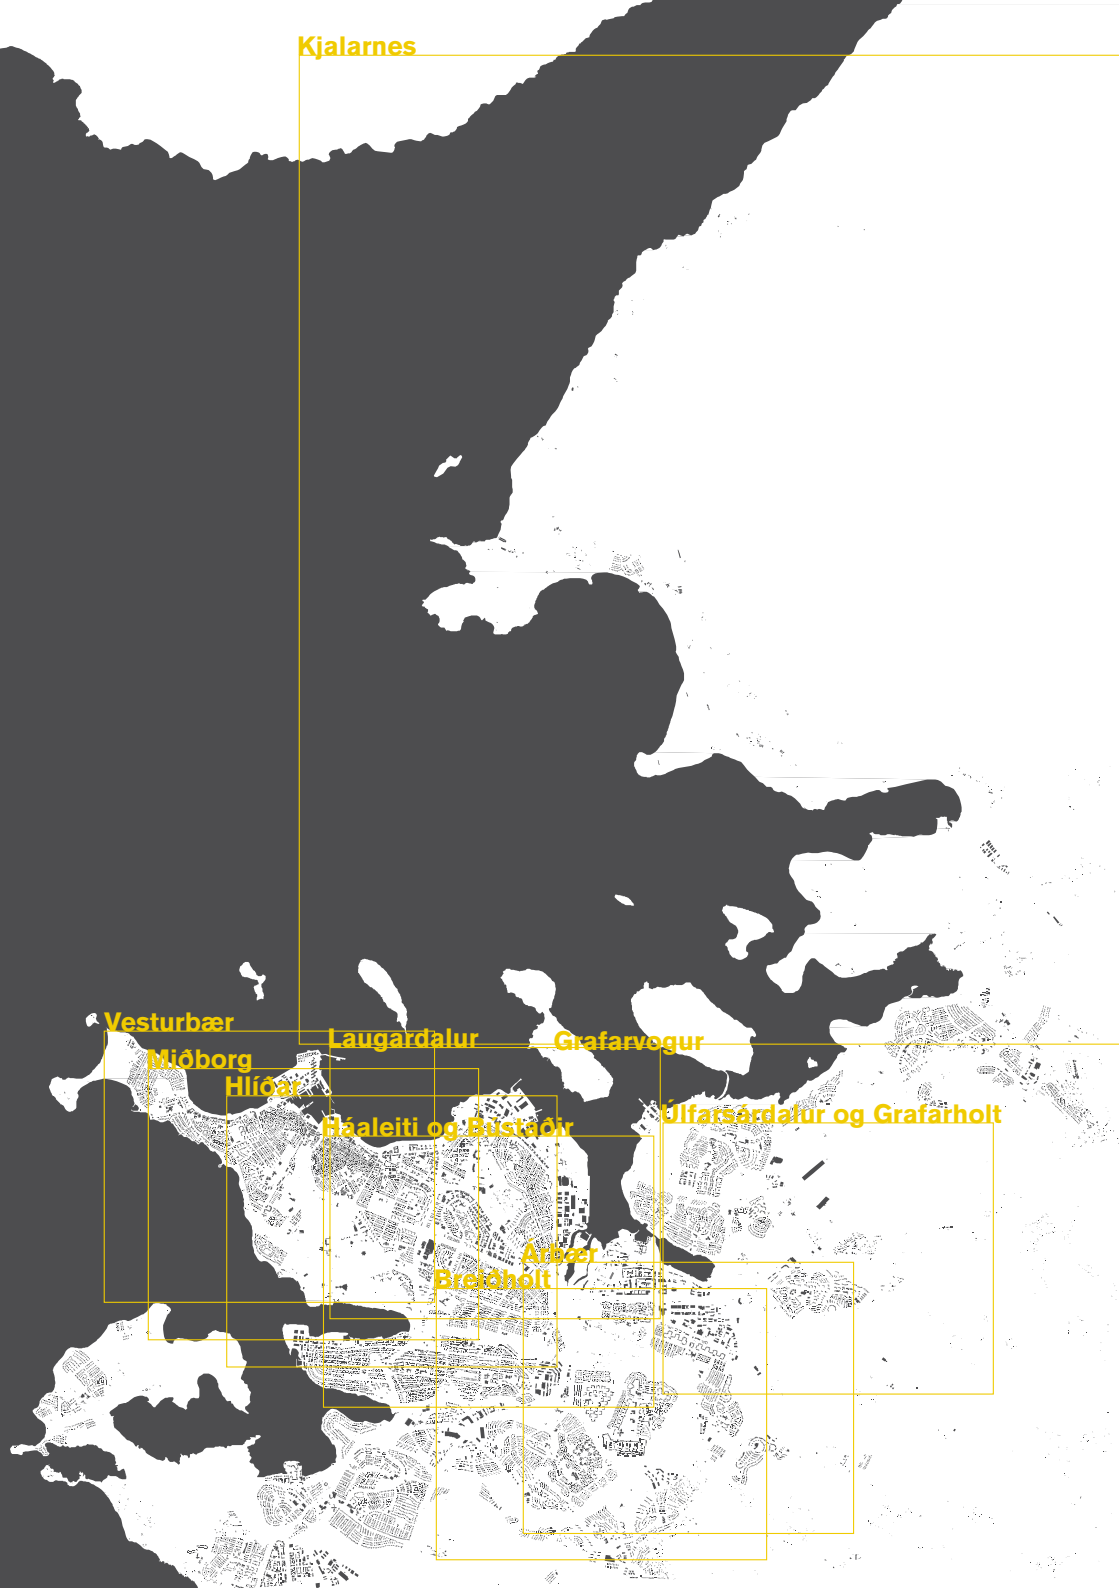 Kjalarnes
Vesturbær
Laugardalur
Grafarvogur
Miðborg
Hlíðar
Úlfarsárdalur og Grafarholt
Háaleiti og Bústaðir
Árbær
Breiðholt